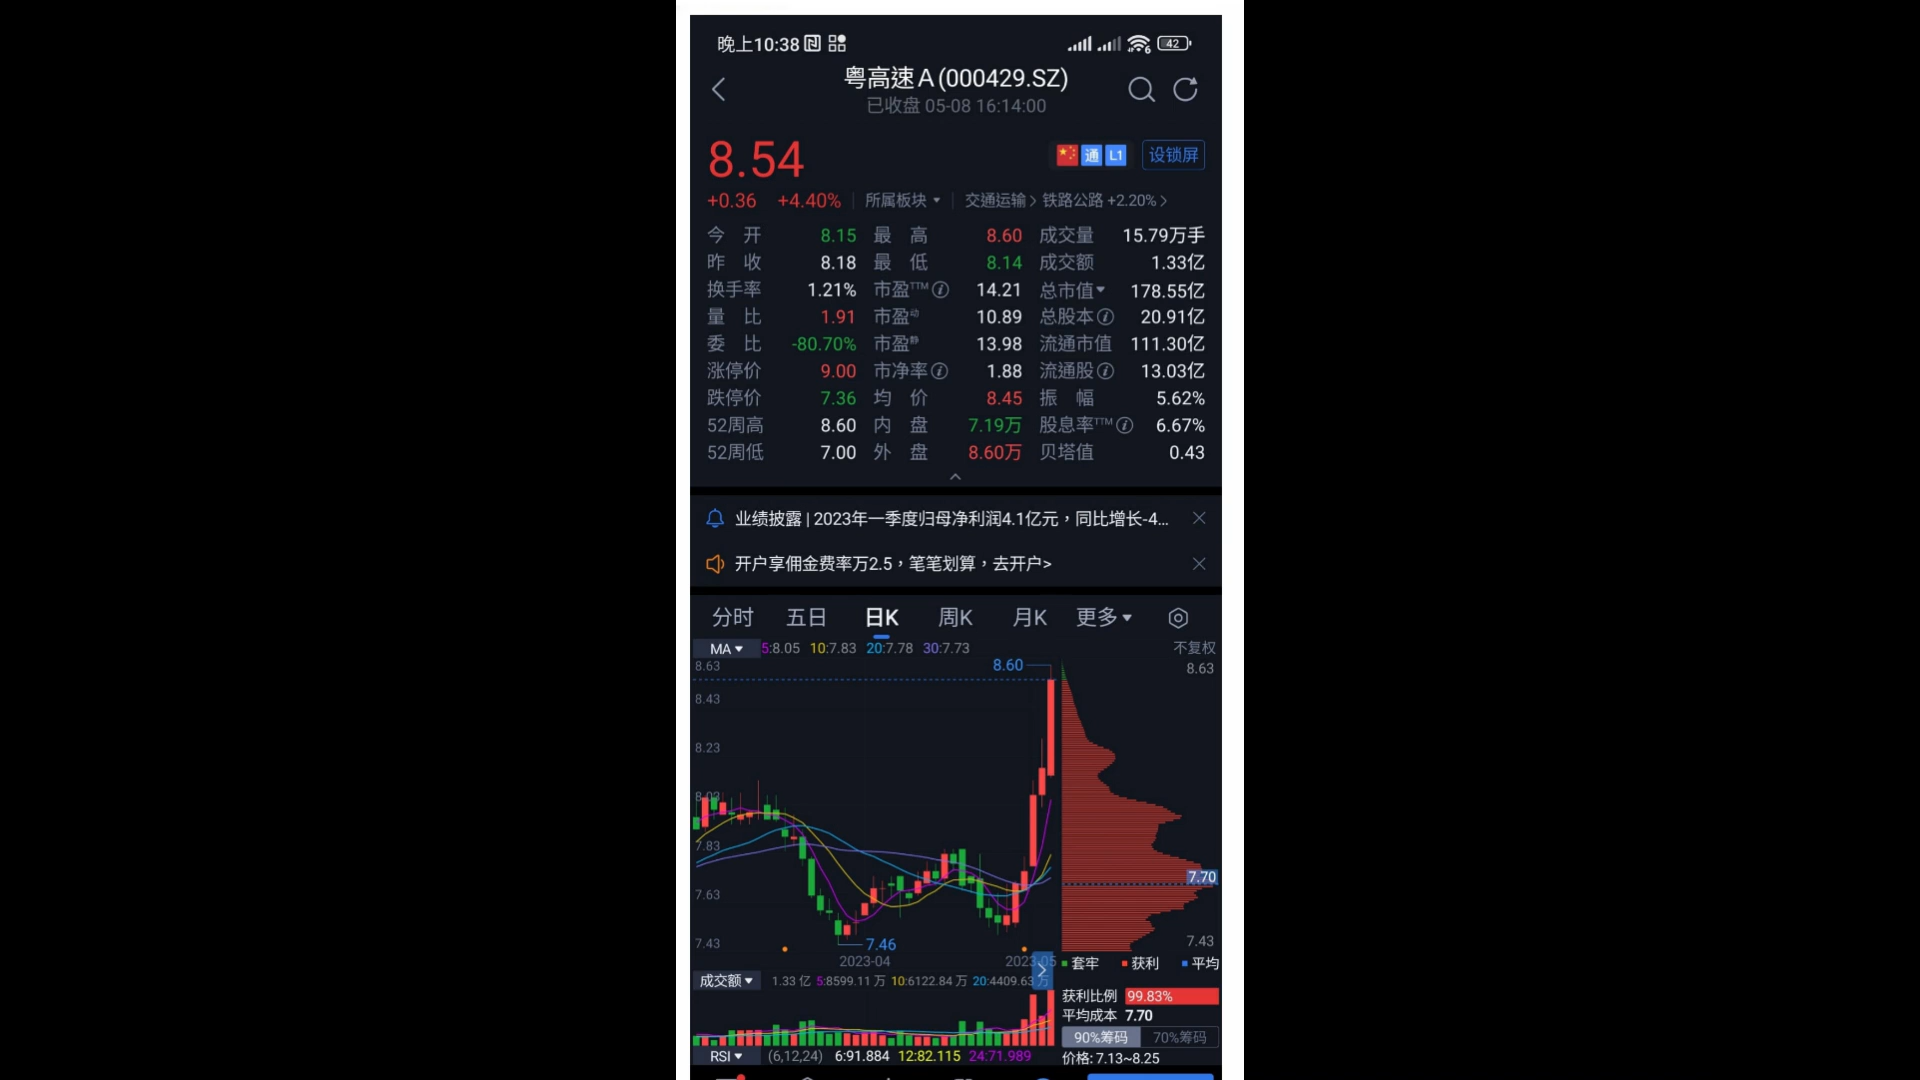 晚上10:38 42
粤高速A(000429.SZ)
已收盘 05-08 16:14:00
8.54
通 L1 设锁屏
+0.36 +4.40% 所属板块 交通运输> 铁路公路+2.20%>
今开 8.15 最高 8.60 成交量 15.79万手
昨收 8.18 最低 8.14 成交额 1.33亿
换手率 1.21% 市盈TTM 14.21 总市值 178.55亿
量比 1.91 市盈动 10.89 总股本 20.91亿
委比 -80.70% 市盈静 13.98 流通市值 111.30亿
涨停价 9.00 市净率 1.88 流通股 13.03亿
跌停价 7.36 均价 8.45 振幅 5.62%
52周高 8.60 内盘 7.19万 股息率TTM 6.67%
52周低 7.00 外盘 8.60万 贝塔值 0.43
业绩披露|2023年一季度归母净利润4.1亿元，同比增长-4...
开户享佣金费率万2.5，笔笔划算，去开户>
分时 五日 日K 周K 月K 更多
MA 5:8.05 10:7.83 20:7.78 30:7.73 不复权
8.63 8.60 8.63
8.43
8.23
8.03
7.83
7.70
7.63
7.43 7.46 7.43
2023-04 2023-05
套牢 获利 平均
成交额 1.33亿 5:8599.11万 10:6122.84万 20:4409.63万
获利比例 99.83%
平均成本 7.70
90%筹码 70%筹码
RSI (6,12,24) 6:91.884 12:82.115 24:71.989
价格: 7.13~8.25